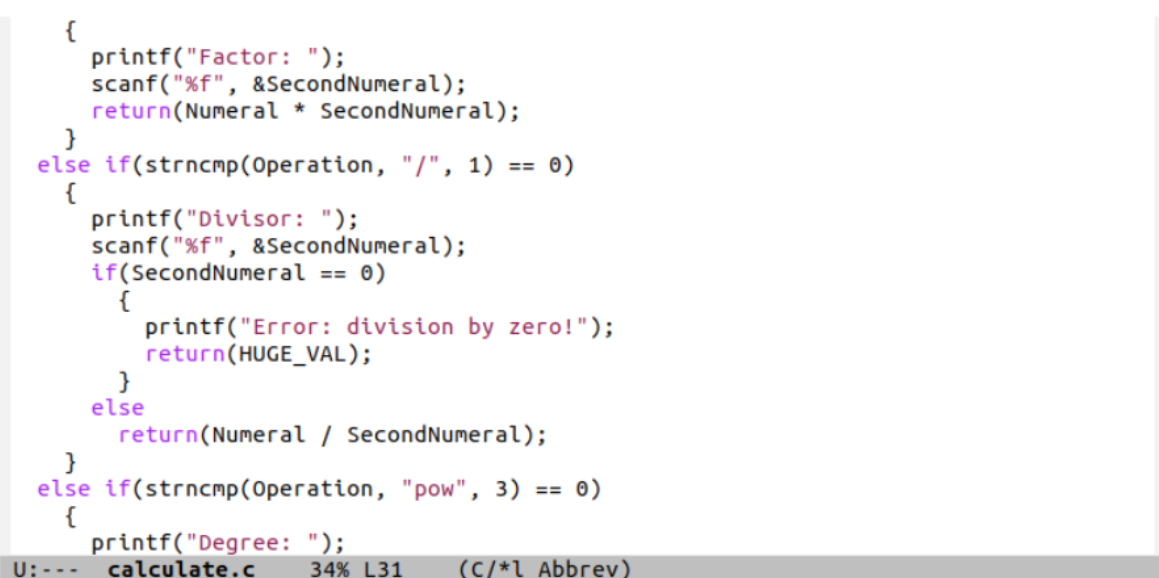 {
printf("Factor: ");
scanf("%f", &SecondNumeral);
return(Numeral * SecondNumeral);
}
else if(strncmp(Operation, "/", 1) == 0)
{
printf("Divisor: ");
scanf("%f", &SecondNumeral);
if(SecondNumeral == 0)
{
printf("Error: division by zero!");
return(HUGE_VAL);
}
else
return(Numeral / SecondNumeral);
}
else if(strncmp(Operation, "pow", 3) == 0)
{
printf("Degree: ");
U:--- calculate.c 34% L31 (C/*l Abbrev)